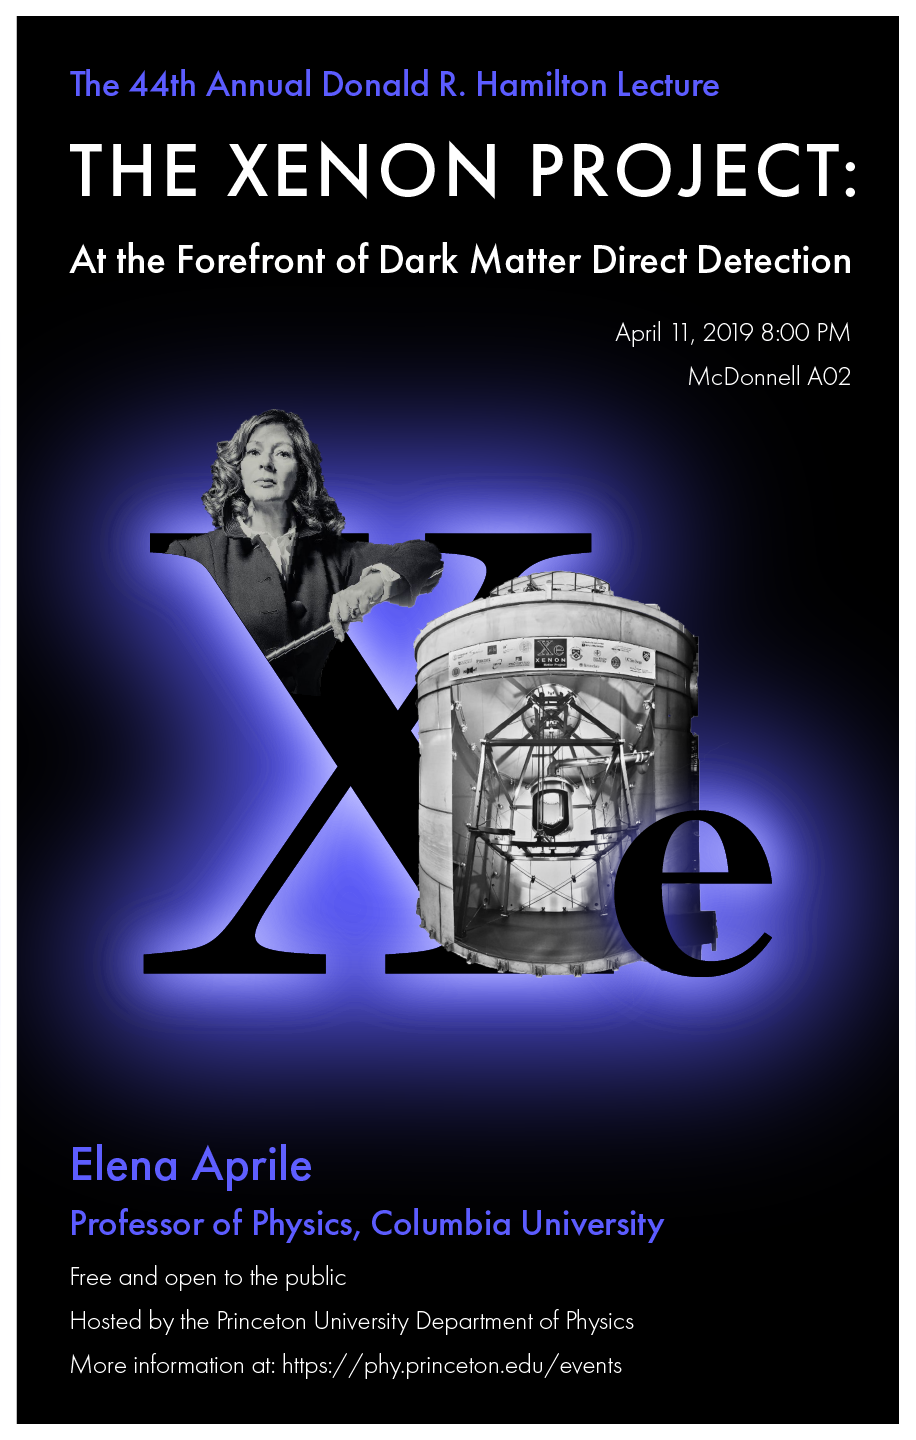 The 44th Annual Donald R. Hamilton Lecture
THE XENON PROJECT:
At the Forefront of Dark Matter Direct Detection
April 11, 2019 8:00 PM
McDonnell A02
Xe
XENON
Xe
Elena Aprile
Professor of Physics, Columbia University
Free and open to the public
Hosted by the Princeton University Department of Physics
More information at: https://phy.princeton.edu/events